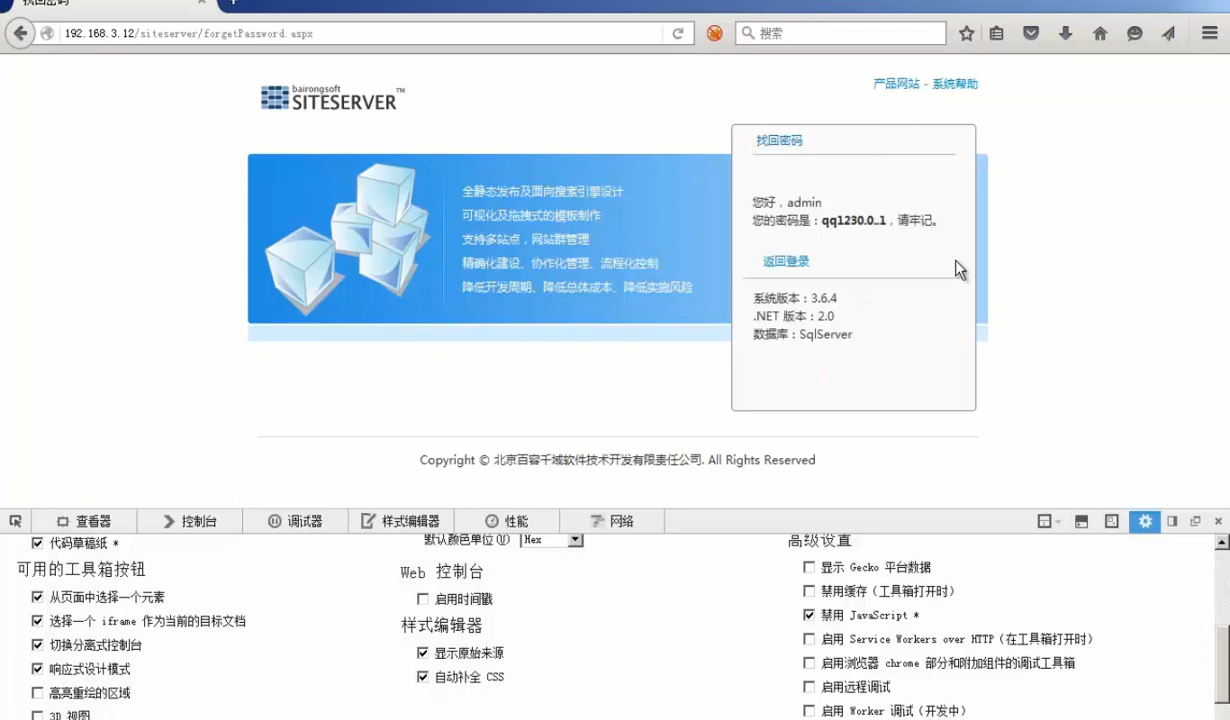 找回密码
192.168.3.12/siteserver/forgetPassword.aspx
搜索
bairongsoft
SITESERVER™
产品网站 - 系统帮助
全静态发布及面向搜索引擎设计
可视化及拖拽式的模板制作
支持多站点，网站群管理
精确化建设、协作化管理、流程化控制
降低开发周期、降低总体成本、降低实施风险
找回密码
您好，admin
您的密码是：qq1230.0..1，请牢记。
返回登录
系统版本：3.6.4
.NET 版本：2.0
数据库：SqlServer
Copyright © 北京百容千域软件技术开发有限责任公司. All Rights Reserved
查看器
控制台
调试器
样式编辑器
性能
网络
代码草稿纸 *
可用的工具箱按钮
从页面中选择一个元素
选择一个 iframe 作为当前的目标文档
切换分离式控制台
响应式设计模式
高亮重绘的区域
3D 视图
默认颜色单位(U) Hex
Web 控制台
启用时间戳
样式编辑器
显示原始来源
自动补全 CSS
高级设置
显示 Gecko 平台数据
禁用缓存（工具箱打开时）
禁用 JavaScript *
启用 Service Workers over HTTP（在工具箱打开时）
启用浏览器 chrome 部分和附加组件的调试工具箱
启用远程调试
启用 Worker 调试（开发中）